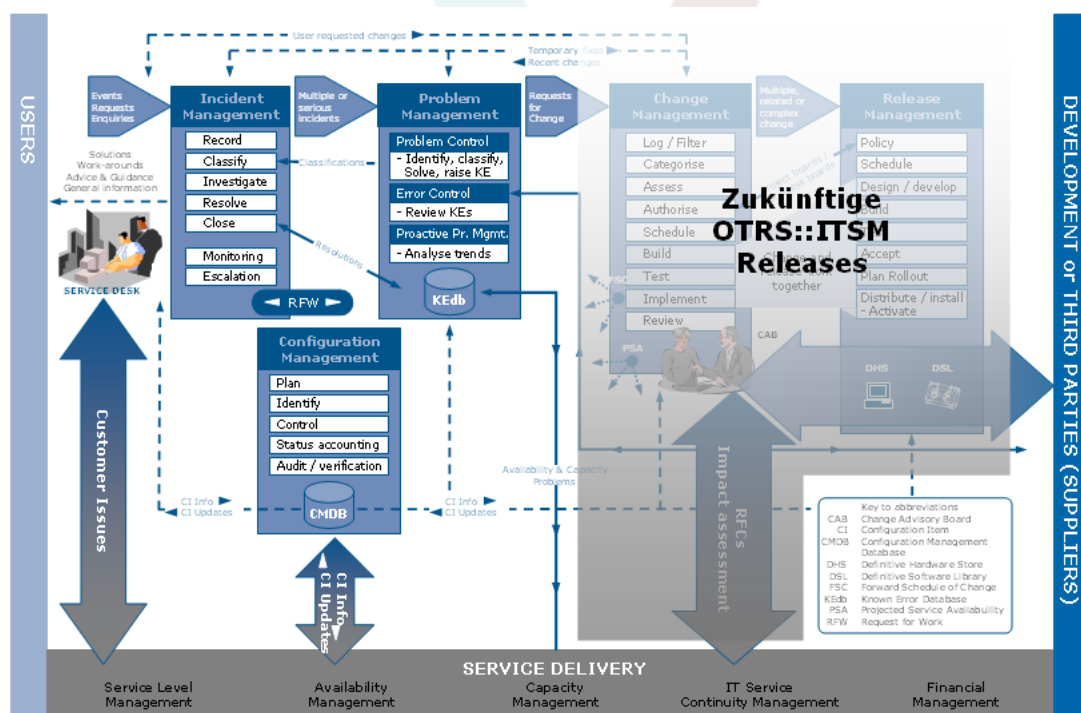 USERS
DEVELOPMENT or THIRD PARTIES (SUPPLIERS)
User requested changes
Temporary fixes
Recent changes
Events
Requests
Enquiries
Incident
Management
Record
Classify
Investigate
Resolve
Close
Monitoring
Escalation
Multiple or
serious
incidents
Problem
Management
Problem Control
- Identify, classify,
Solve, raise KE
Error Control
- Review KEs
Proactive Pr. Mgmt.
- Analyse trends
KEdb
Requests
for
Change
Change
Management
Log / Filter
Categorise
Assess
Authorise
Schedule
Build
Test
Implement
Review
Multiple,
related or
complex
change
Release
Management
Policy
Schedule
Design / develop
Build
Accept
Plan Rollout
Distribute / install
- Activate
Zukünftige
OTRS::ITSM
Releases
Change and
together
Solutions
Work-arounds
Advice & Guidance
General information
SERVICE DESK
Classifications
Resolutions
RFW
FSC
PSA
CAB
DHS
DSL
Configuration
Management
Plan
Identify
Control
Status accounting
Audit / verification
CMDB
CI Info
CI Updates
CI Info
CI Updates
Availability & Capacity
Problems
Customer Issues
CI Info
CI Updates
RFCs
Impact assessment
Key to abbreviations
CAB Change Advisory Board
CI Configuration Item
CMDB Configuration Management
Database
DHS Definitive Hardware Store
DSL Definitive Software Library
FSC Forward Schedule of Change
KEdb Known Error Database
PSA Projected Service Availabuility
RFW Request for Work
SERVICE DELIVERY
Service Level
Management
Availability
Management
Capacity
Management
IT Service
Continuity Management
Financial
Management